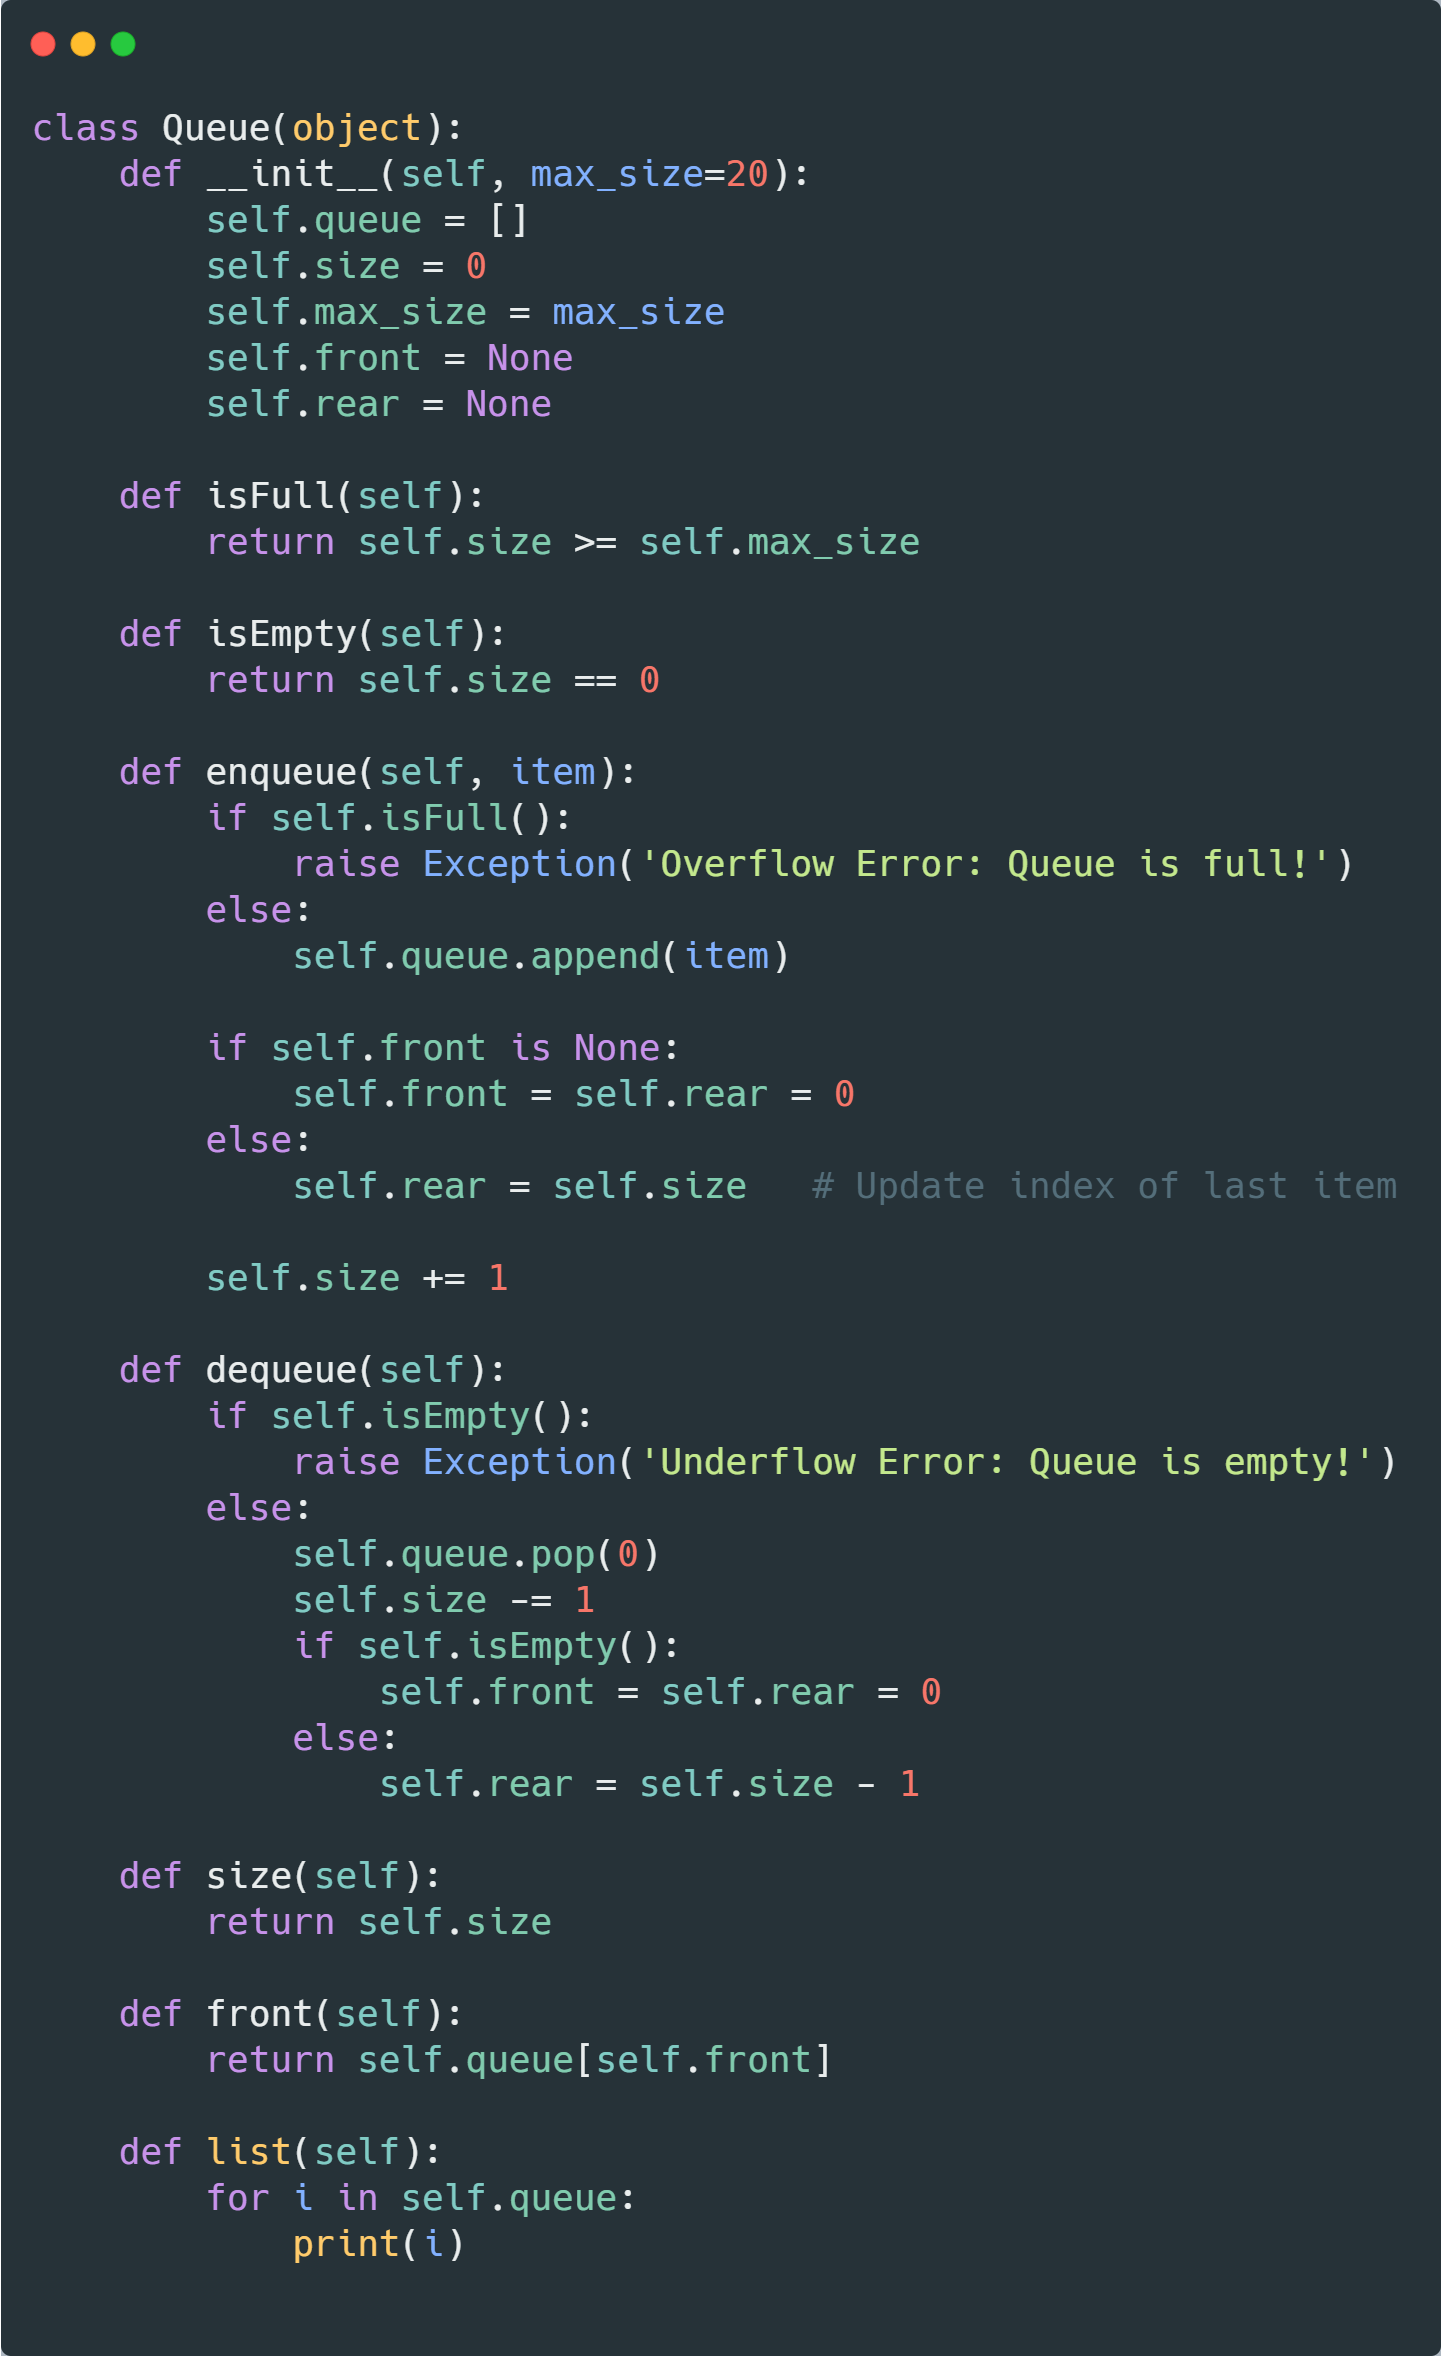 class Queue(object):
    def __init__(self, max_size=20):
        self.queue = []
        self.size = 0
        self.max_size = max_size
        self.front = None
        self.rear = None

    def isFull(self):
        return self.size >= self.max_size

    def isEmpty(self):
        return self.size == 0

    def enqueue(self, item):
        if self.isFull():
            raise Exception('Overflow Error: Queue is full!')
        else:
            self.queue.append(item)

        if self.front is None:
            self.front = self.rear = 0
        else:
            self.rear = self.size   # Update index of last item

        self.size += 1

    def dequeue(self):
        if self.isEmpty():
            raise Exception('Underflow Error: Queue is empty!')
        else:
            self.queue.pop(0)
            self.size -= 1
            if self.isEmpty():
                self.front = self.rear = 0
            else:
                self.rear = self.size - 1

    def size(self):
        return self.size

    def front(self):
        return self.queue[self.front]

    def list(self):
        for i in self.queue:
            print(i)